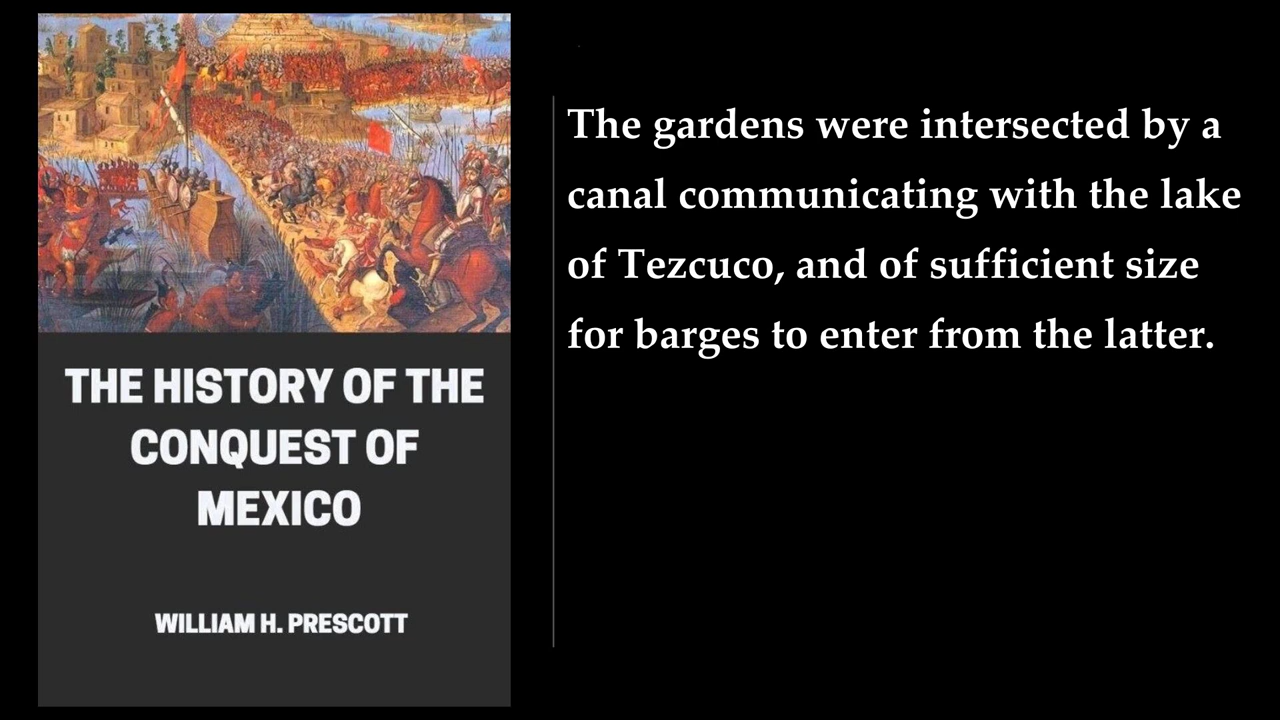 THE HISTORY OF THE
CONQUEST OF
MEXICO
WILLIAM H. PRESCOTT
The gardens were intersected by a
canal communicating with the lake
of Tezcuco, and of sufficient size
for barges to enter from the latter.